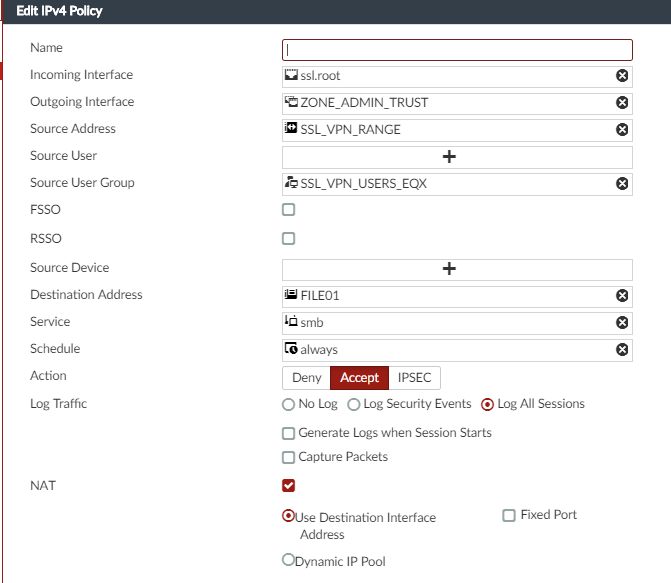 Edit IPv4 Policy
Name
Incoming Interface ssl.root
Outgoing Interface ZONE_ADMIN_TRUST
Source Address SSL_VPN_RANGE
Source User
Source User Group SSL_VPN_USERS_EQX
FSSO
RSSO
Source Device
Destination Address FILE01
Service smb
Schedule always
Action Deny Accept IPSEC
Log Traffic No Log Log Security Events Log All Sessions
Generate Logs when Session Starts
Capture Packets
NAT
Use Destination Interface Fixed Port
Address
Dynamic IP Pool